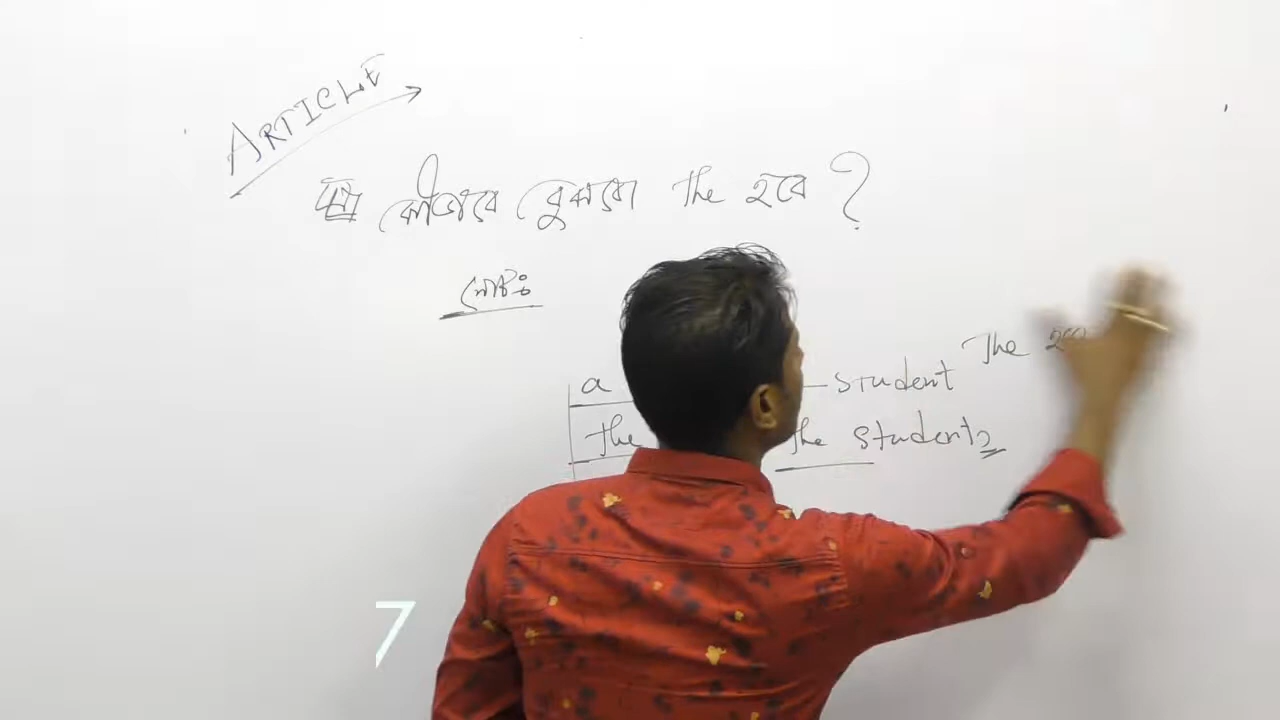 ARTICLE
কীভাবে বুঝবো The হবে ?
নোটঃ
a student The
the the students
7